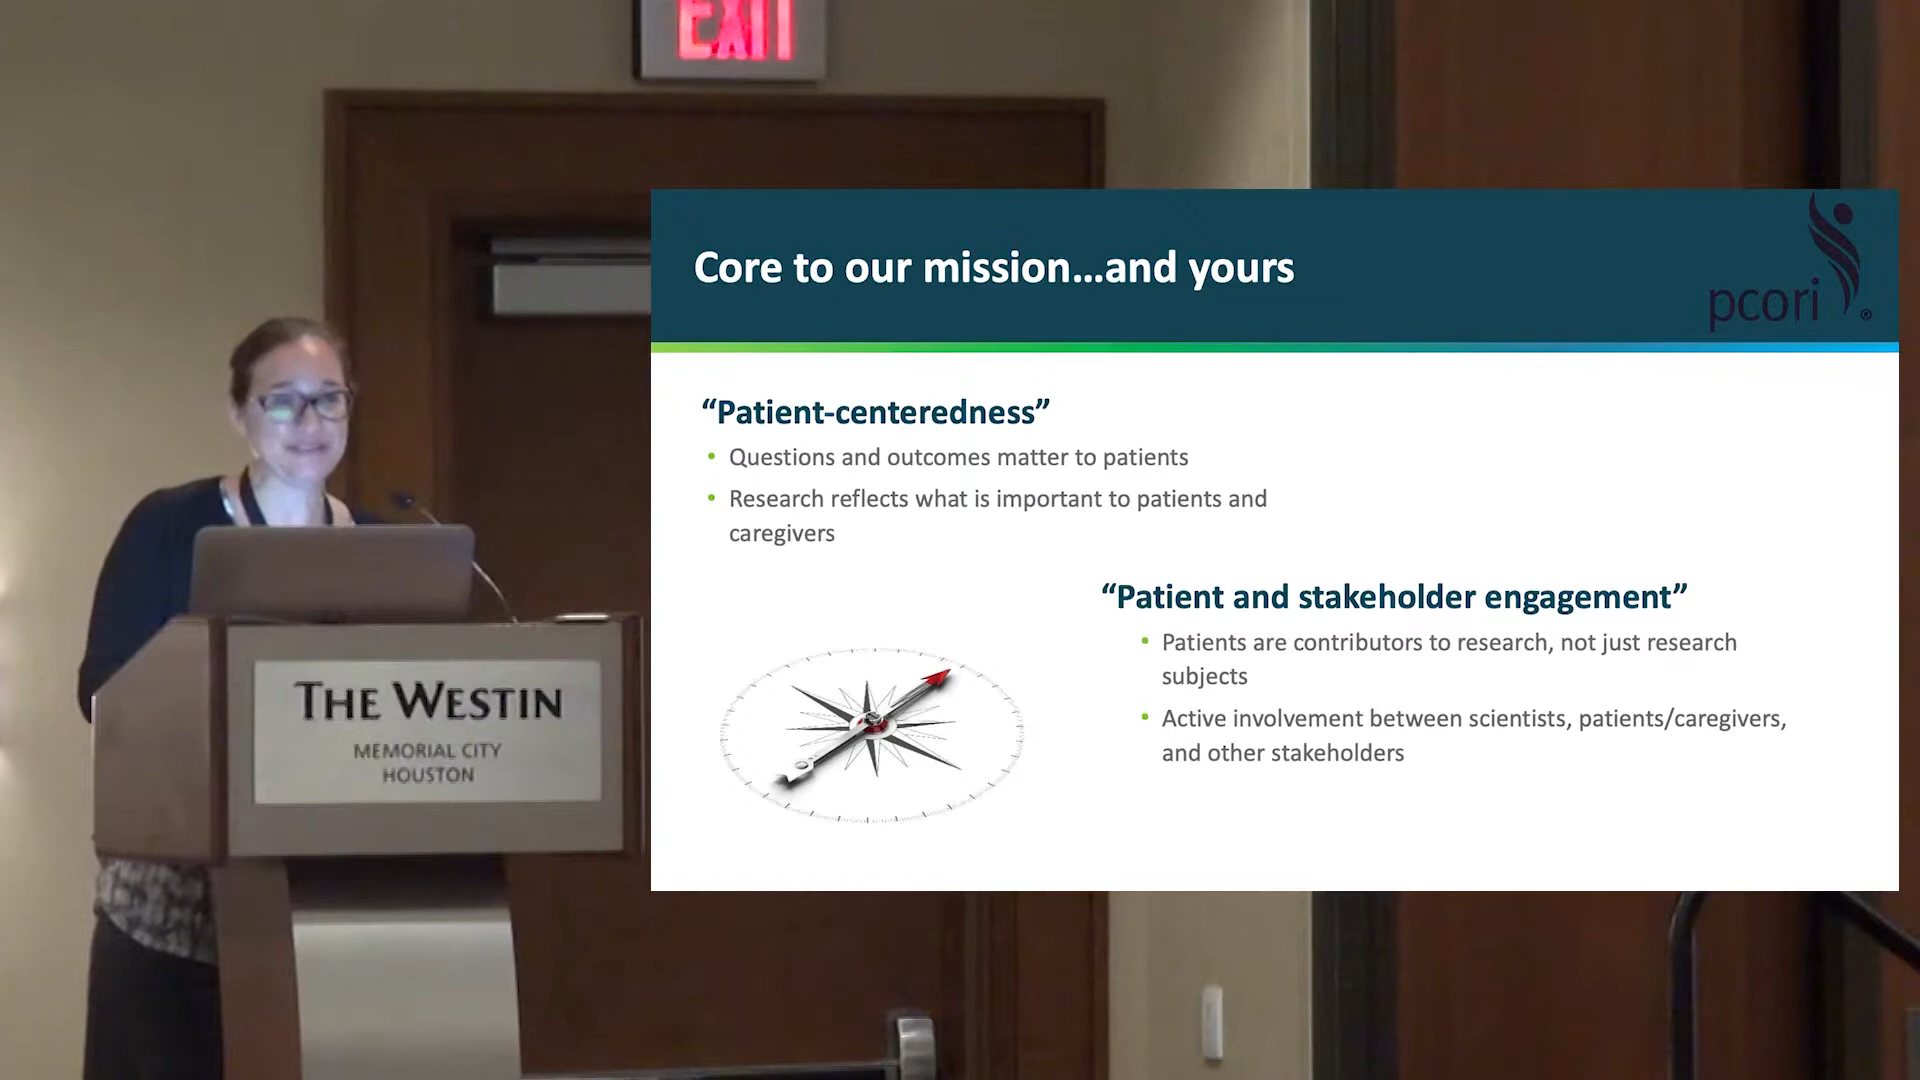 EXIT
Core to our mission…and yours
pcori
®
“Patient-centeredness”
• Questions and outcomes matter to patients
• Research reflects what is important to patients and
caregivers
“Patient and stakeholder engagement”
• Patients are contributors to research, not just research
subjects
• Active involvement between scientists, patients/caregivers,
and other stakeholders
THE WESTIN
MEMORIAL CITY
HOUSTON